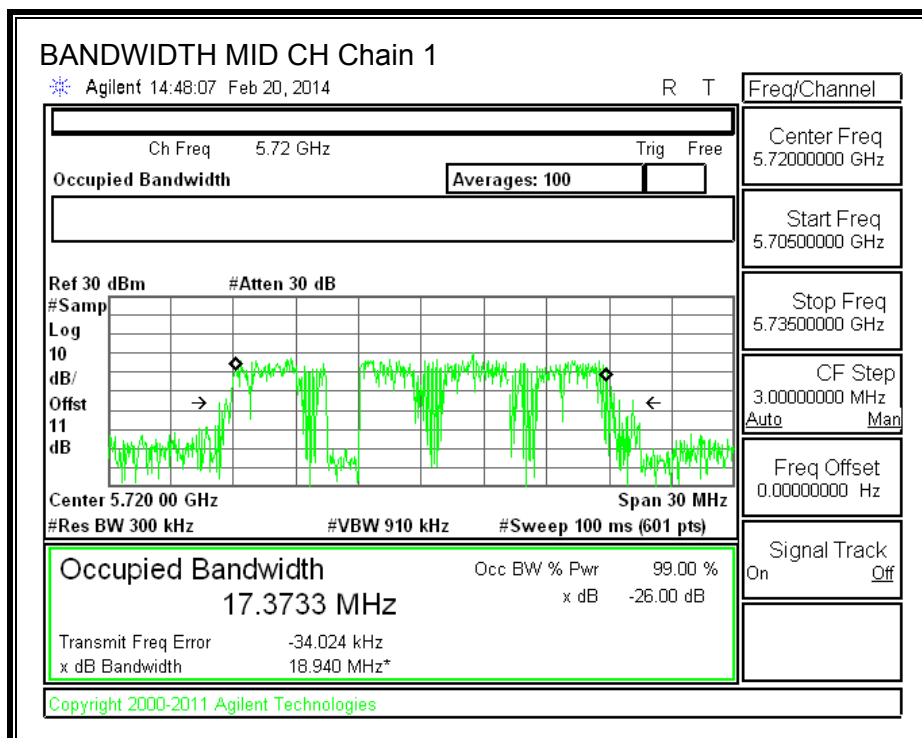 BANDWIDTH MID CH Chain 1
Agilent 14:48:07 Feb 20, 2014 R T
Ch Freq 5.72 GHz Trig Free
Occupied Bandwidth Averages: 100
Ref 30 dBm #Atten 30 dB
#Samp
Log
10
dB/
Offst
11
dB
Center 5.720 00 GHz Span 30 MHz
#Res BW 300 kHz #VBW 910 kHz #Sweep 100 ms (601 pts)
Occupied Bandwidth Occ BW % Pwr 99.00 %
17.3733 MHz x dB -26.00 dB
Transmit Freq Error -34.024 kHz
x dB Bandwidth 18.940 MHz*
Copyright 2000-2011 Agilent Technologies
Freq/Channel
Center Freq
5.72000000 GHz
Start Freq
5.70500000 GHz
Stop Freq
5.73500000 GHz
CF Step
3.00000000 MHz
Auto Man
Freq Offset
0.00000000 Hz
Signal Track
On Off